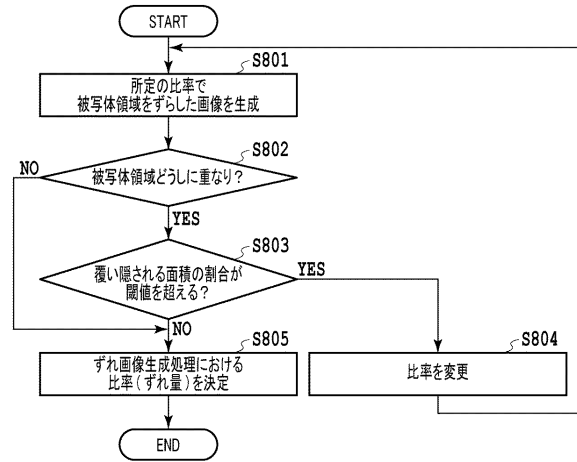 START
S801
所定の比率で
被写体領域をずらした画像を生成
S802
NO
被写体領域どうしに重なり?
YES
S803
覆い隠される面積の割合が
閾値を超える?
YES
NO
S805
ずれ画像生成処理における
比率(ずれ量)を決定
S804
比率を変更
END